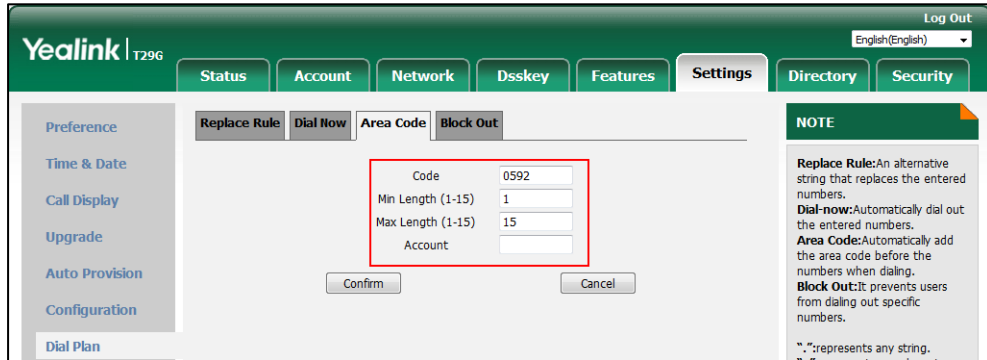 Log Out
Yealink T29G
English(English)
Status Account Network Dsskey Features Settings Directory Security
Preference
Time & Date
Call Display
Upgrade
Auto Provision
Configuration
Dial Plan
Replace Rule Dial Now Area Code Block Out
Code 0592
Min Length (1-15) 1
Max Length (1-15) 15
Account
Confirm Cancel
NOTE
Replace Rule:An alternative
string that replaces the entered
numbers.
Dial-now:Automatically dial out
the entered numbers.
Area Code:Automatically add
the area code before the
numbers when dialing.
Block Out:It prevents users
from dialing out specific
numbers.
".":represents any string.